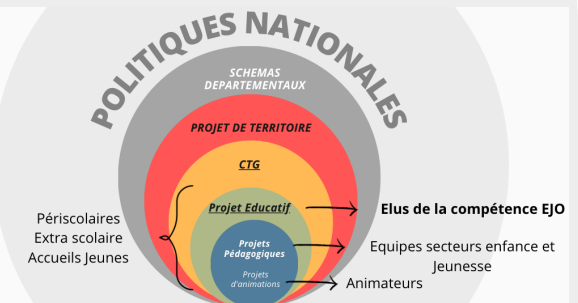 POLITIQUES NATIONALES
SCHEMAS
DEPARTEMENTAUX
PROJET DE TERRITOIRE
CTG
Projet Educatif
Elus de la compétence EJO
Périscolaires
Extra scolaire
Accueils Jeunes
Projets
Pédagogiques
Equipes secteurs enfance et
Jeunesse
Projets
d'animations
Animateurs